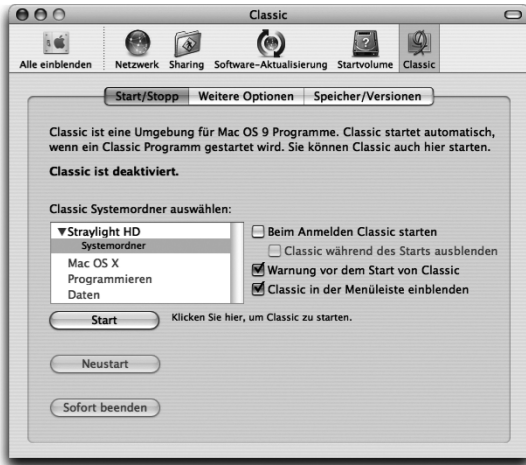 Classic
Alle einblenden Netzwerk Sharing Software-Aktualisierung Startvolume Classic
Start/Stopp Weitere Optionen Speicher/Versionen
Classic ist eine Umgebung für Mac OS 9 Programme. Classic startet automatisch,
wenn ein Classic Programm gestartet wird. Sie können Classic auch hier starten.
Classic ist deaktiviert.
Classic Systemordner auswählen:
Straylight HD
Systemordner
Mac OS X
Programmieren
Daten
Beim Anmelden Classic starten
Classic während des Starts ausblenden
Warnung vor dem Start von Classic
Classic in der Menüleiste einblenden
Start Klicken Sie hier, um Classic zu starten.
Neustart
Sofort beenden